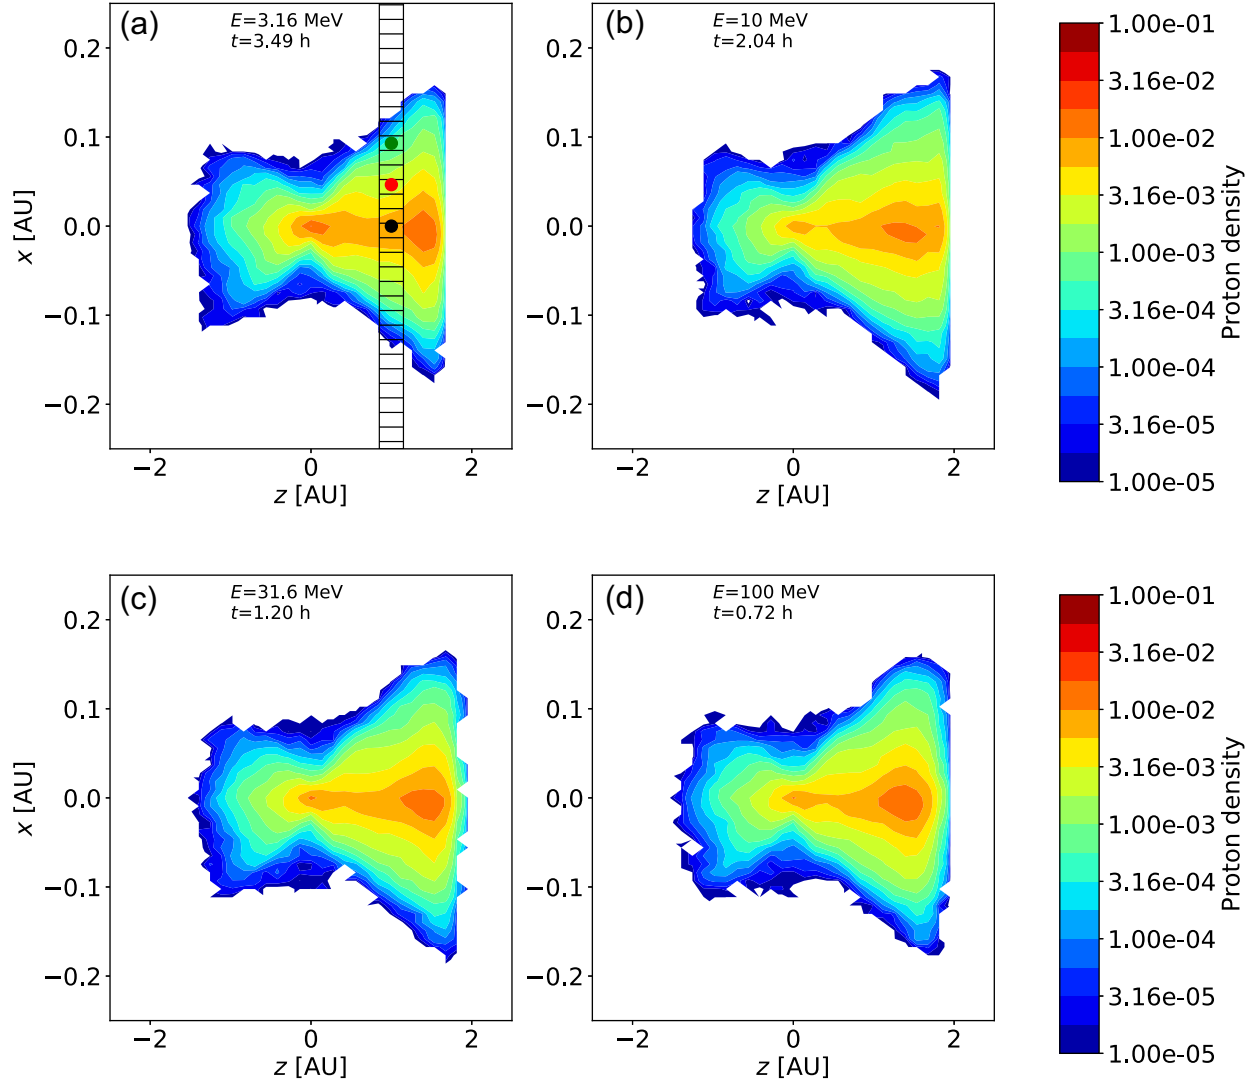 (a)
E=3.16 MeV
t=3.49 h
0.2
0.1
0.0
−0.1
−0.2
x [AU]
−2
0
2
z [AU]
(b)
E=10 MeV
t=2.04 h
0.2
0.1
0.0
−0.1
−0.2
−2
0
2
z [AU]
1.00e-01
3.16e-02
1.00e-02
3.16e-03
1.00e-03
3.16e-04
1.00e-04
3.16e-05
1.00e-05
Proton density
(c)
E=31.6 MeV
t=1.20 h
0.2
0.1
0.0
−0.1
−0.2
x [AU]
−2
0
2
z [AU]
(d)
E=100 MeV
t=0.72 h
0.2
0.1
0.0
−0.1
−0.2
−2
0
2
z [AU]
1.00e-01
3.16e-02
1.00e-02
3.16e-03
1.00e-03
3.16e-04
1.00e-04
3.16e-05
1.00e-05
Proton density